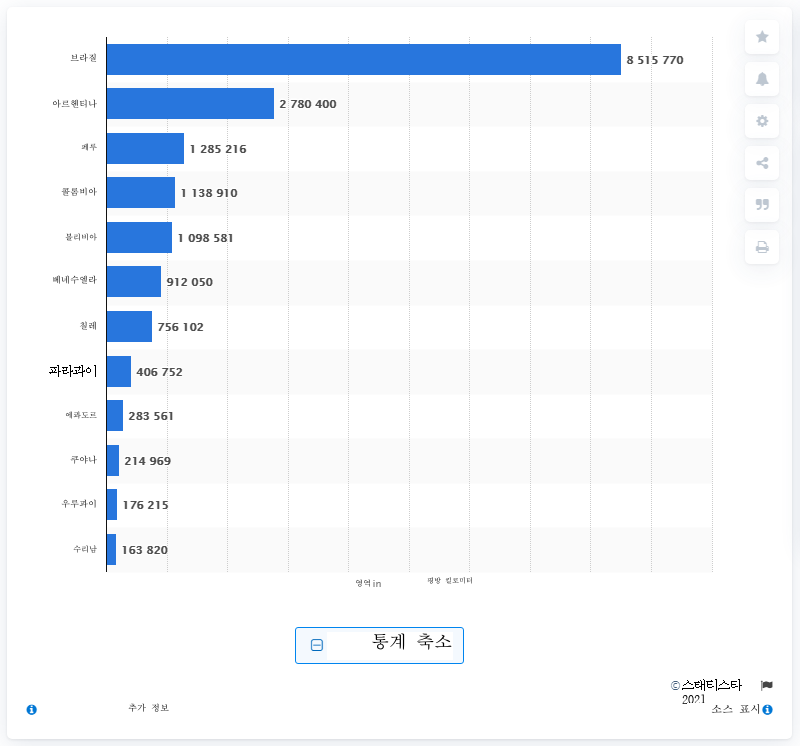 브라질 8 515 770
아르헨티나 2 780 400
페루 1 285 216
콜롬비아 1 138 910
볼리비아 1 098 581
베네수엘라 912 050
칠레 756 102
파라과이 406 752
에콰도르 283 561
쿠야나 214 969
우루과이 176 215
수리남 163 820
영역 in 평방 킬로미터
통계 축소
© 스태티스타
2021
추가 정보 소스 표시